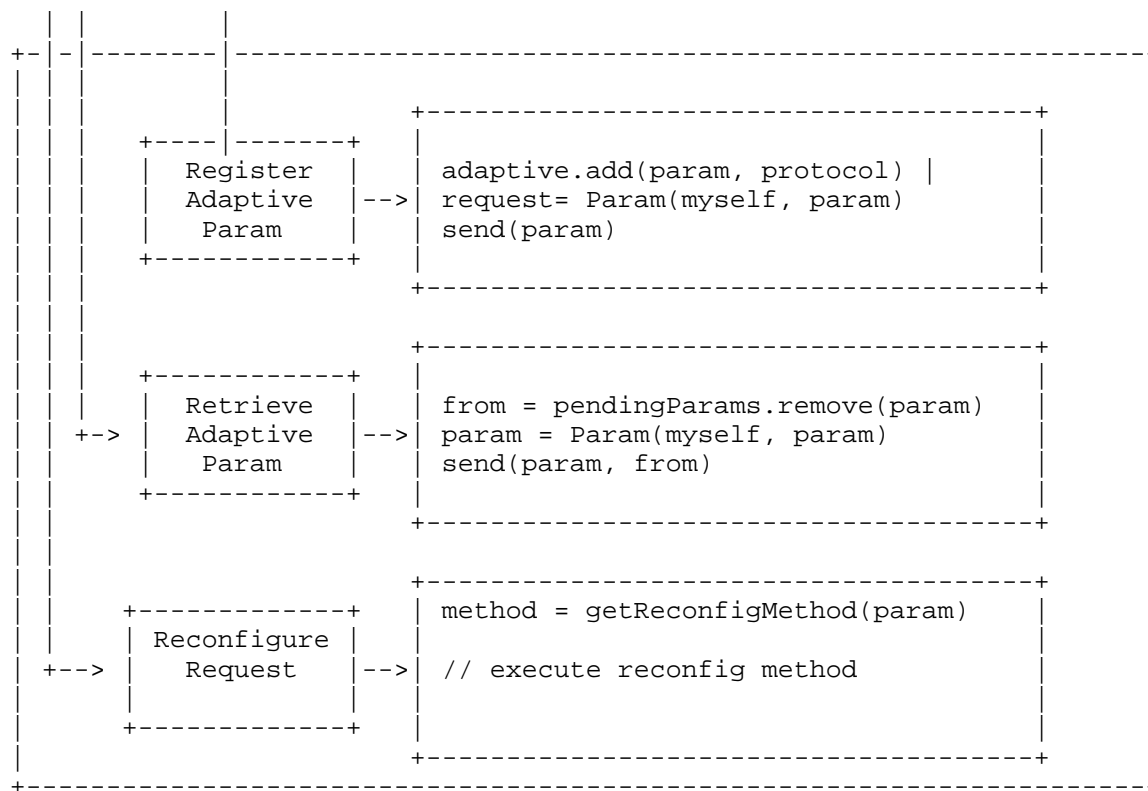 Register
Adaptive
Param
adaptive.add(param, protocol) |
request= Param(myself, param)
send(param)
Retrieve
Adaptive
Param
from = pendingParams.remove(param)
param = Param(myself, param)
send(param, from)
Reconfigure
Request
method = getReconfigMethod(param)
// execute reconfig method